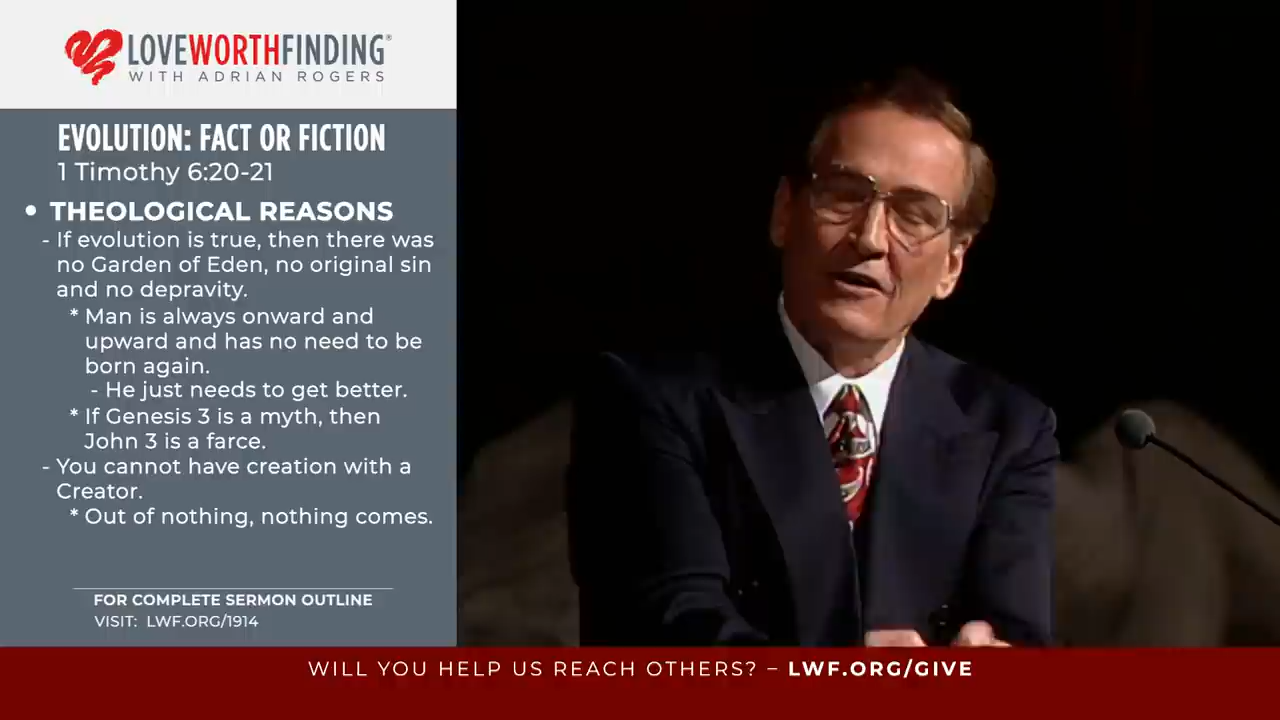 LOVEWORTHFINDING®
WITH ADRIAN ROGERS
EVOLUTION: FACT OR FICTION
1 Timothy 6:20-21
• THEOLOGICAL REASONS
- If evolution is true, then there was
no Garden of Eden, no original sin
and no depravity.
* Man is always onward and
upward and has no need to be
born again.
- He just needs to get better.
* If Genesis 3 is a myth, then
John 3 is a farce.
- You cannot have creation with a
Creator.
* Out of nothing, nothing comes.
FOR COMPLETE SERMON OUTLINE
VISIT: LWF.ORG/1914
WILL YOU HELP US REACH OTHERS? – LWF.ORG/GIVE